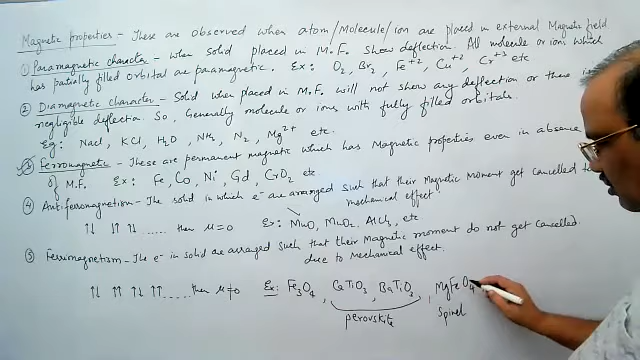 Magnetic properties - These are observed when atom/Molecule/ion are placed in external Magnetic field
① Paramagnetic character - When solid placed in M.F. show deflection. All molecule or ions which
has partially filled orbital are paramagnetic. Ex: O₂, Br₂, Fe⁺², Cu⁺², Cr⁺³ etc
② Diamagnetic character - Solid when placed in M.F. will not show any deflection or there is
negligible deflection. So, Generally molecule or ions with fully filled orbitals.
Eg: NaCl, KCl, H₂O, NH₃, N₂, Mg²⁺ etc.
③ Ferromagnetic - These are permanent magnetic which has Magnetic properties even in absence
of M.F. Ex: Fe, Co, Ni, Gd, CrO₂ etc
④ Antiferromagnetism - The solid in which e⁻ are arranged such that their Magnetic Moment get cancelled
mechanical effect.
↑↓ ↑↑ ↑↓ ...... then μ=0 Ex: MnO, MnO₂, AlCl₃, etc
⑤ Ferrimagnetism - The e⁻ in solid are arranged such that their Magnetic moment do not get cancelled
due to Mechanical effect.
↑↓ ↑↑ ↑↓ ↑↑ ..... then μ≠0 Ex: Fe₃O₄, CaTiO₃, BaTiO₃, MgFeO₄
perovskite spinel